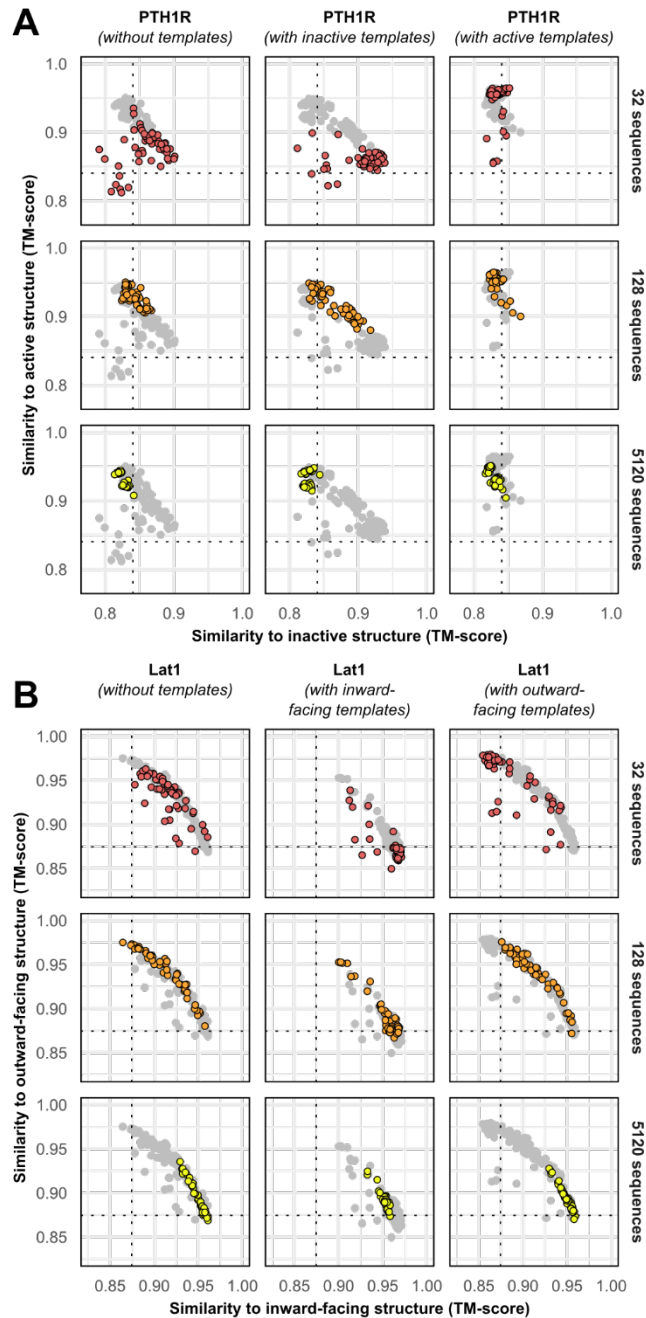 A
PTH1R
(without templates)
PTH1R
(with inactive templates)
PTH1R
(with active templates)
1.0
0.9
0.8
32 sequences
1.0
0.9
0.8
128 sequences
1.0
0.9
0.8
5120 sequences
Similarity to active structure (TM-score)
0.8 0.9 1.0
0.8 0.9 1.0
0.8 0.9 1.0
Similarity to inactive structure (TM-score)
B
Lat1
(without templates)
Lat1
(with inward-
facing templates)
Lat1
(with outward-
facing templates)
1.00
0.95
0.90
0.85
32 sequences
1.00
0.95
0.90
0.85
128 sequences
1.00
0.95
0.90
0.85
5120 sequences
Similarity to outward-facing structure (TM-score)
0.85 0.90 0.95 1.00
0.85 0.90 0.95 1.00
0.85 0.90 0.95 1.00
Similarity to inward-facing structure (TM-score)